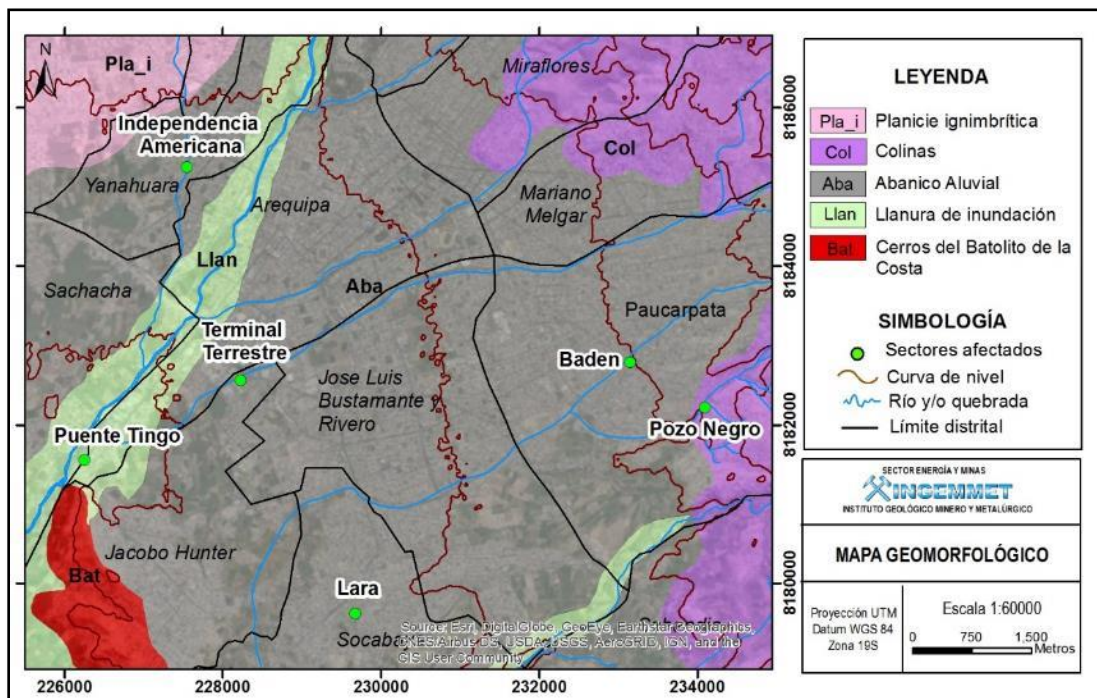 N
Pla_i
Independencia
Americana
Yanahuara
Miraflores
Col
Mariano
Melgar
Arequipa
Llan
Sachacha
Aba
Terminal
Terrestre
Paucarpata
Baden
Jose Luis
Bustamante y
Rivero
Pozo Negro
Puente Tingo
Jacobo Hunter
Bat
Lara
Socabaya
Source: Esri, DigitalGlobe, GeoEye, Earthstar Geographics,
CNES/Airbus DS, USDA, USGS, AeroGRID, IGN, and the
GIS User Community
226000
228000
230000
232000
234000
8186000
8184000
8182000
8180000
LEYENDA
Pla_i Planicie ignimbrítica
Col Colinas
Aba Abanico Aluvial
Llan Llanura de inundación
Bat Cerros del Batolito de la
Costa
SIMBOLOGÍA
Sectores afectados
Curva de nivel
Río y/o quebrada
Límite distrital
SECTOR ENERGÍA Y MINAS
INGEMMET
INSTITUTO GEOLÓGICO MINERO Y METALÚRGICO
MAPA GEOMORFOLÓGICO
Proyección UTM
Datum WGS 84
Zona 19S
Escala 1:60000
0 750 1,500
Metros